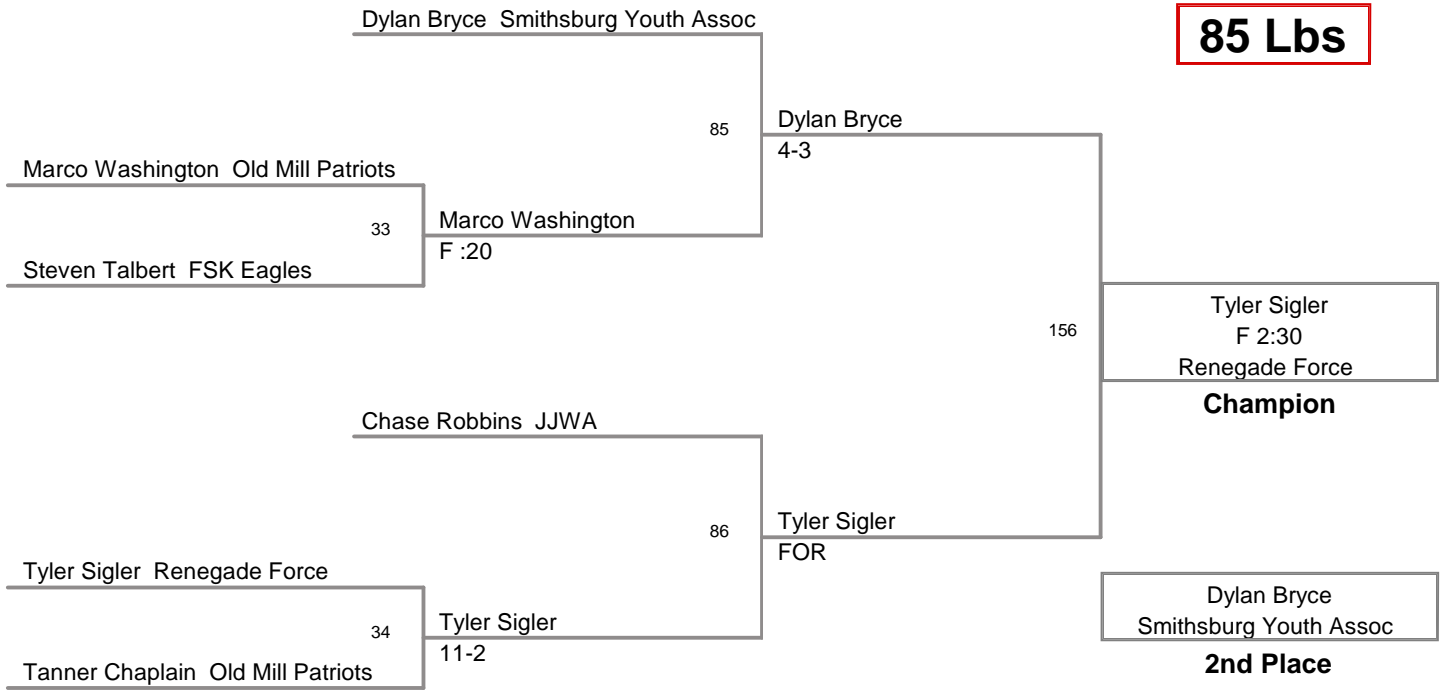 Dylan Bryce  Smithsburg Youth Assoc
85 Lbs
85
Dylan Bryce
4-3
Marco Washington  Old Mill Patriots
33
Marco Washington
F :20
Steven Talbert  FSK Eagles
156
Tyler Sigler
F 2:30
Renegade Force
Champion
Chase Robbins  JJWA
86
Tyler Sigler
FOR
Tyler Sigler  Renegade Force
34
Tyler Sigler
11-2
Tanner Chaplain  Old Mill Patriots
Dylan Bryce
Smithsburg Youth Assoc
2nd Place